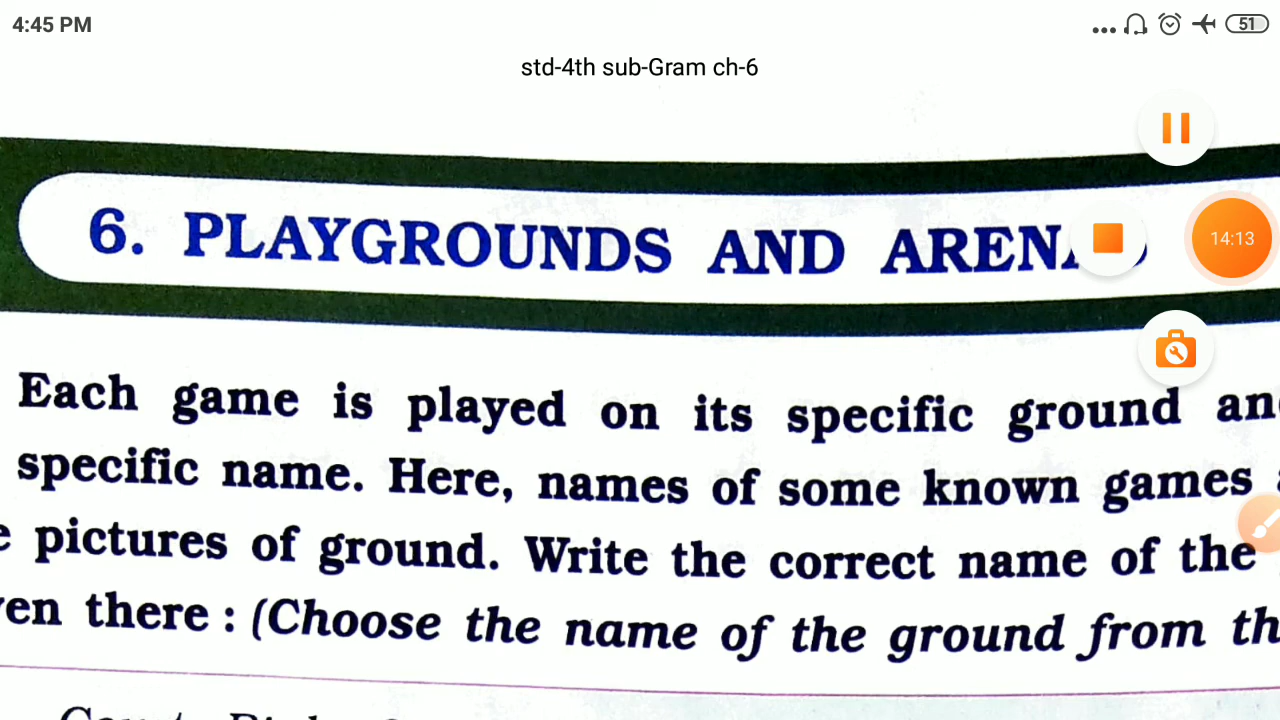 4:45 PM
51
std-4th sub-Gram ch-6
14:13
6. PLAYGROUNDS AND
Each game is played on its specific ground
specific name. Here, names of some known games
pictures of ground. Write the correct name of the
there : (Choose the name of the ground from